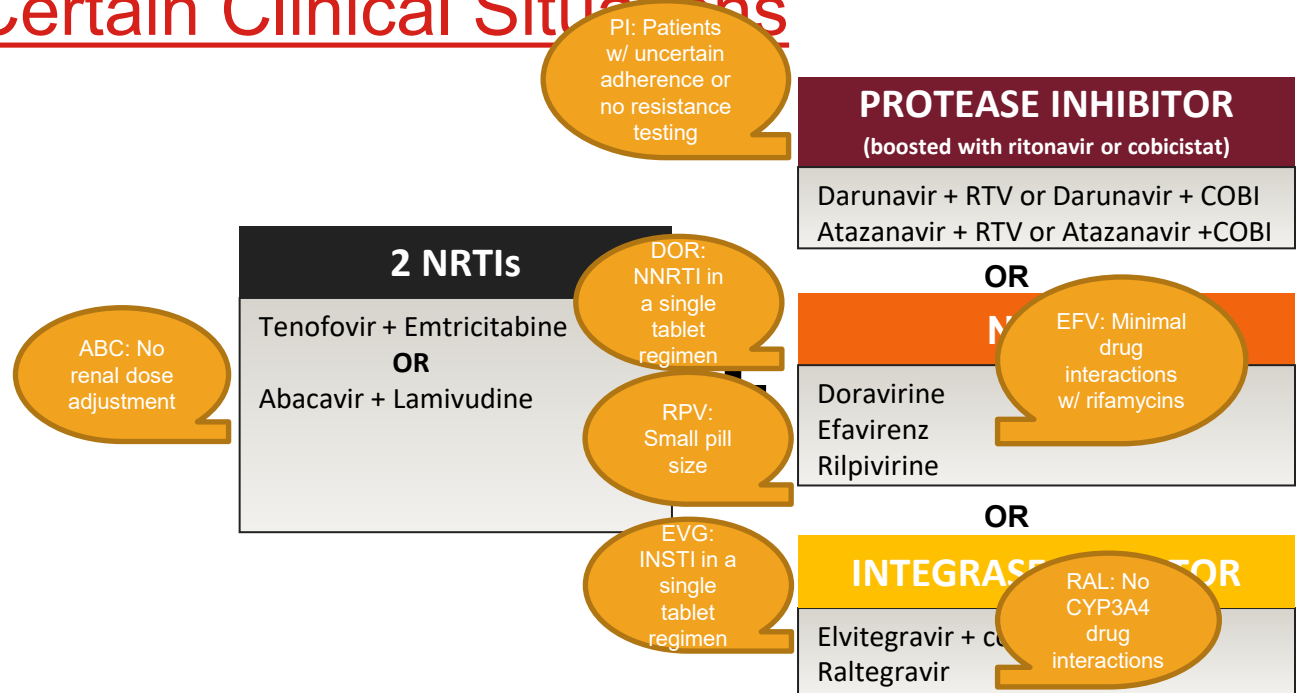 Certain Clinical
PI: Patients
w/ uncertain
adherence or
no resistance
testing
PROTEASE INHIBITOR
(boosted with ritonavir or cobicistat)
Darunavir + RTV or Darunavir + COBI
Atazanavir + RTV or Atazanavir +COBI
2 NRTIs
Tenofovir + Emtricitabine
OR
Abacavir + Lamivudine
ABC: No
renal dose
adjustment
DOR:
NNRTI in
a single
tablet
regimen
RPV:
Small pill
size
EVG:
INSTI in a
single
tablet
regimen
OR
EFV: Minimal
drug
interactions
w/ rifamycins
Doravirine
Efavirenz
Rilpivirine
OR
RAL: No
CYP3A4
drug
interactions
Elvitegravir +
Raltegravir